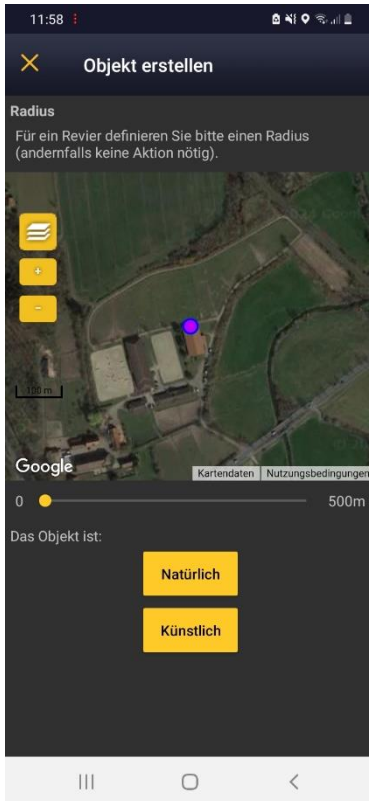 11:58
Objekt erstellen
Radius
Für ein Revier definieren Sie bitte einen Radius
(andernfalls keine Aktion nötig).
+
-
100 m
Google
Kartendaten Nutzungsbedingungen
0 500m
Das Objekt ist:
Natürlich
Künstlich